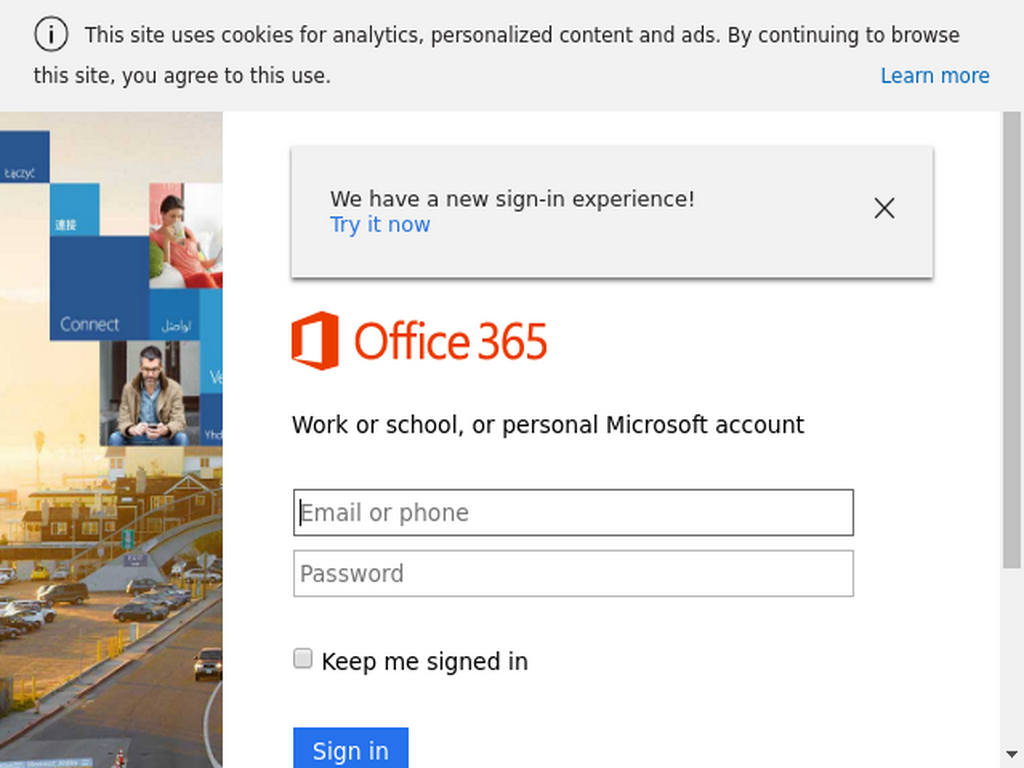 This site uses cookies for analytics, personalized content and ads. By continuing to browse
this site, you agree to this use.
Learn more
Łączyć
連接
Connect
تواصل
Ve
Yhd
We have a new sign-in experience!
Try it now
Office 365
Work or school, or personal Microsoft account
Email or phone
Password
Keep me signed in
Sign in